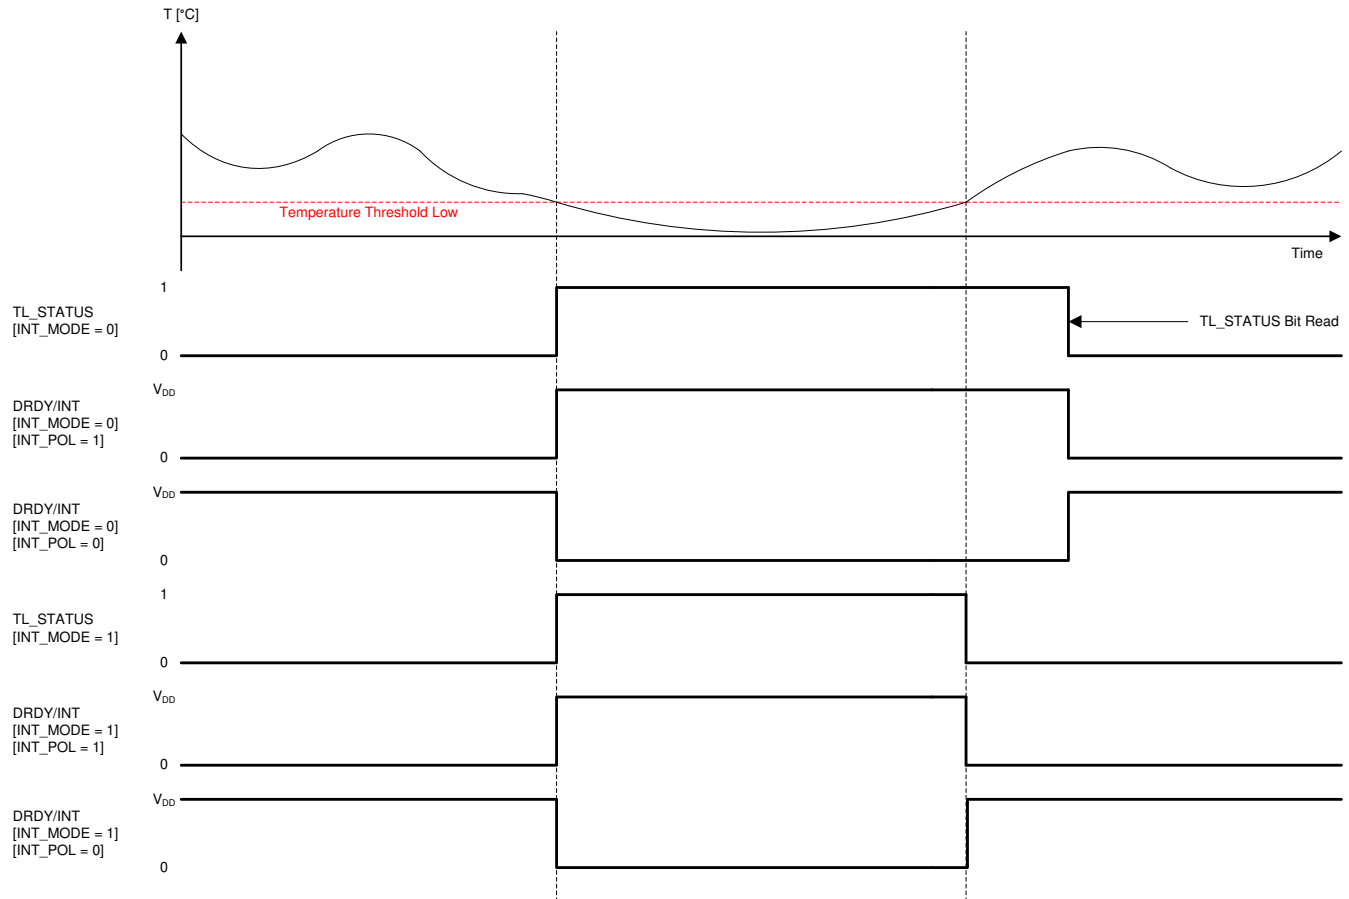 T [°C]
Temperature Threshold Low
Time
1
TL_STATUS
[INT_MODE = 0]
TL_STATUS Bit Read
0
VDD
DRDY/INT
[INT_MODE = 0]
[INT_POL = 1]
0
VDD
DRDY/INT
[INT_MODE = 0]
[INT_POL = 0]
0
1
TL_STATUS
[INT_MODE = 1]
0
VDD
DRDY/INT
[INT_MODE = 1]
[INT_POL = 1]
0
VDD
DRDY/INT
[INT_MODE = 1]
[INT_POL = 0]
0